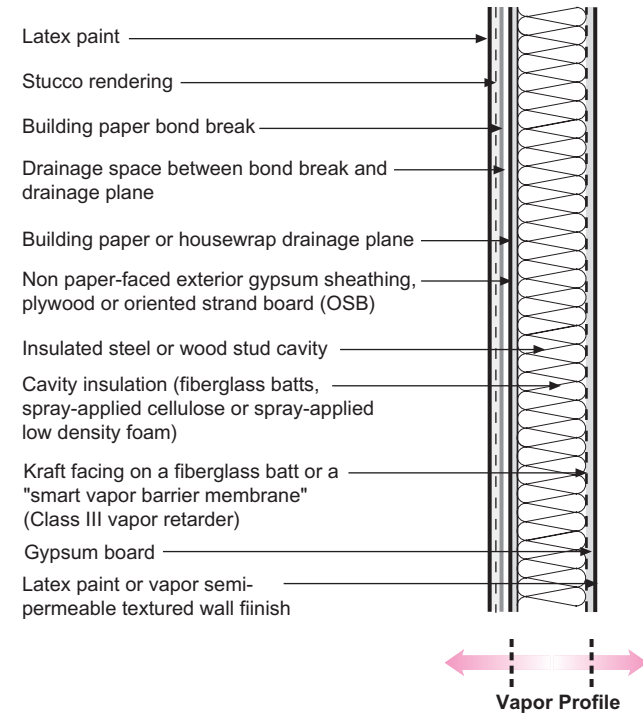 Latex paint
Stucco rendering
Building paper bond break
Drainage space between bond break and
drainage plane
Building paper or housewrap drainage plane
Non paper-faced exterior gypsum sheathing,
plywood or oriented strand board (OSB)
Insulated steel or wood stud cavity
Cavity insulation (fiberglass batts,
spray-applied cellulose or spray-applied
low density foam)
Kraft facing on a fiberglass batt or a
"smart vapor barrier membrane"
(Class III vapor retarder)
Gypsum board
Latex paint or vapor semi-
permeable textured wall fiinish
Vapor Profile